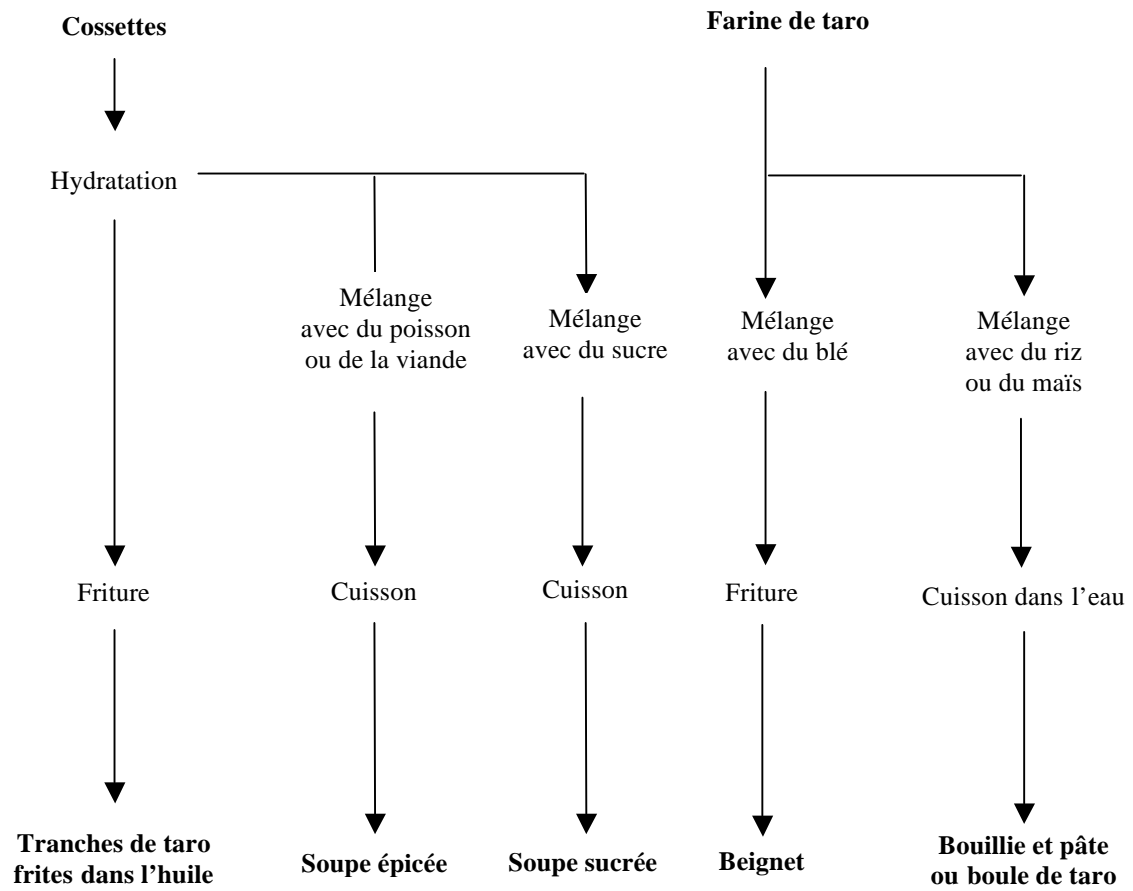 Cossettes
Farine de taro
Hydratation
Mélange
avec du poisson
ou de la viande
Mélange
avec du sucre
Mélange
avec du blé
Mélange
avec du riz
ou du maïs
Friture
Cuisson
Cuisson
Friture
Cuisson dans l’eau
Tranches de taro
frites dans l’huile
Soupe épicée
Soupe sucrée
Beignet
Bouillie et pâte
ou boule de taro